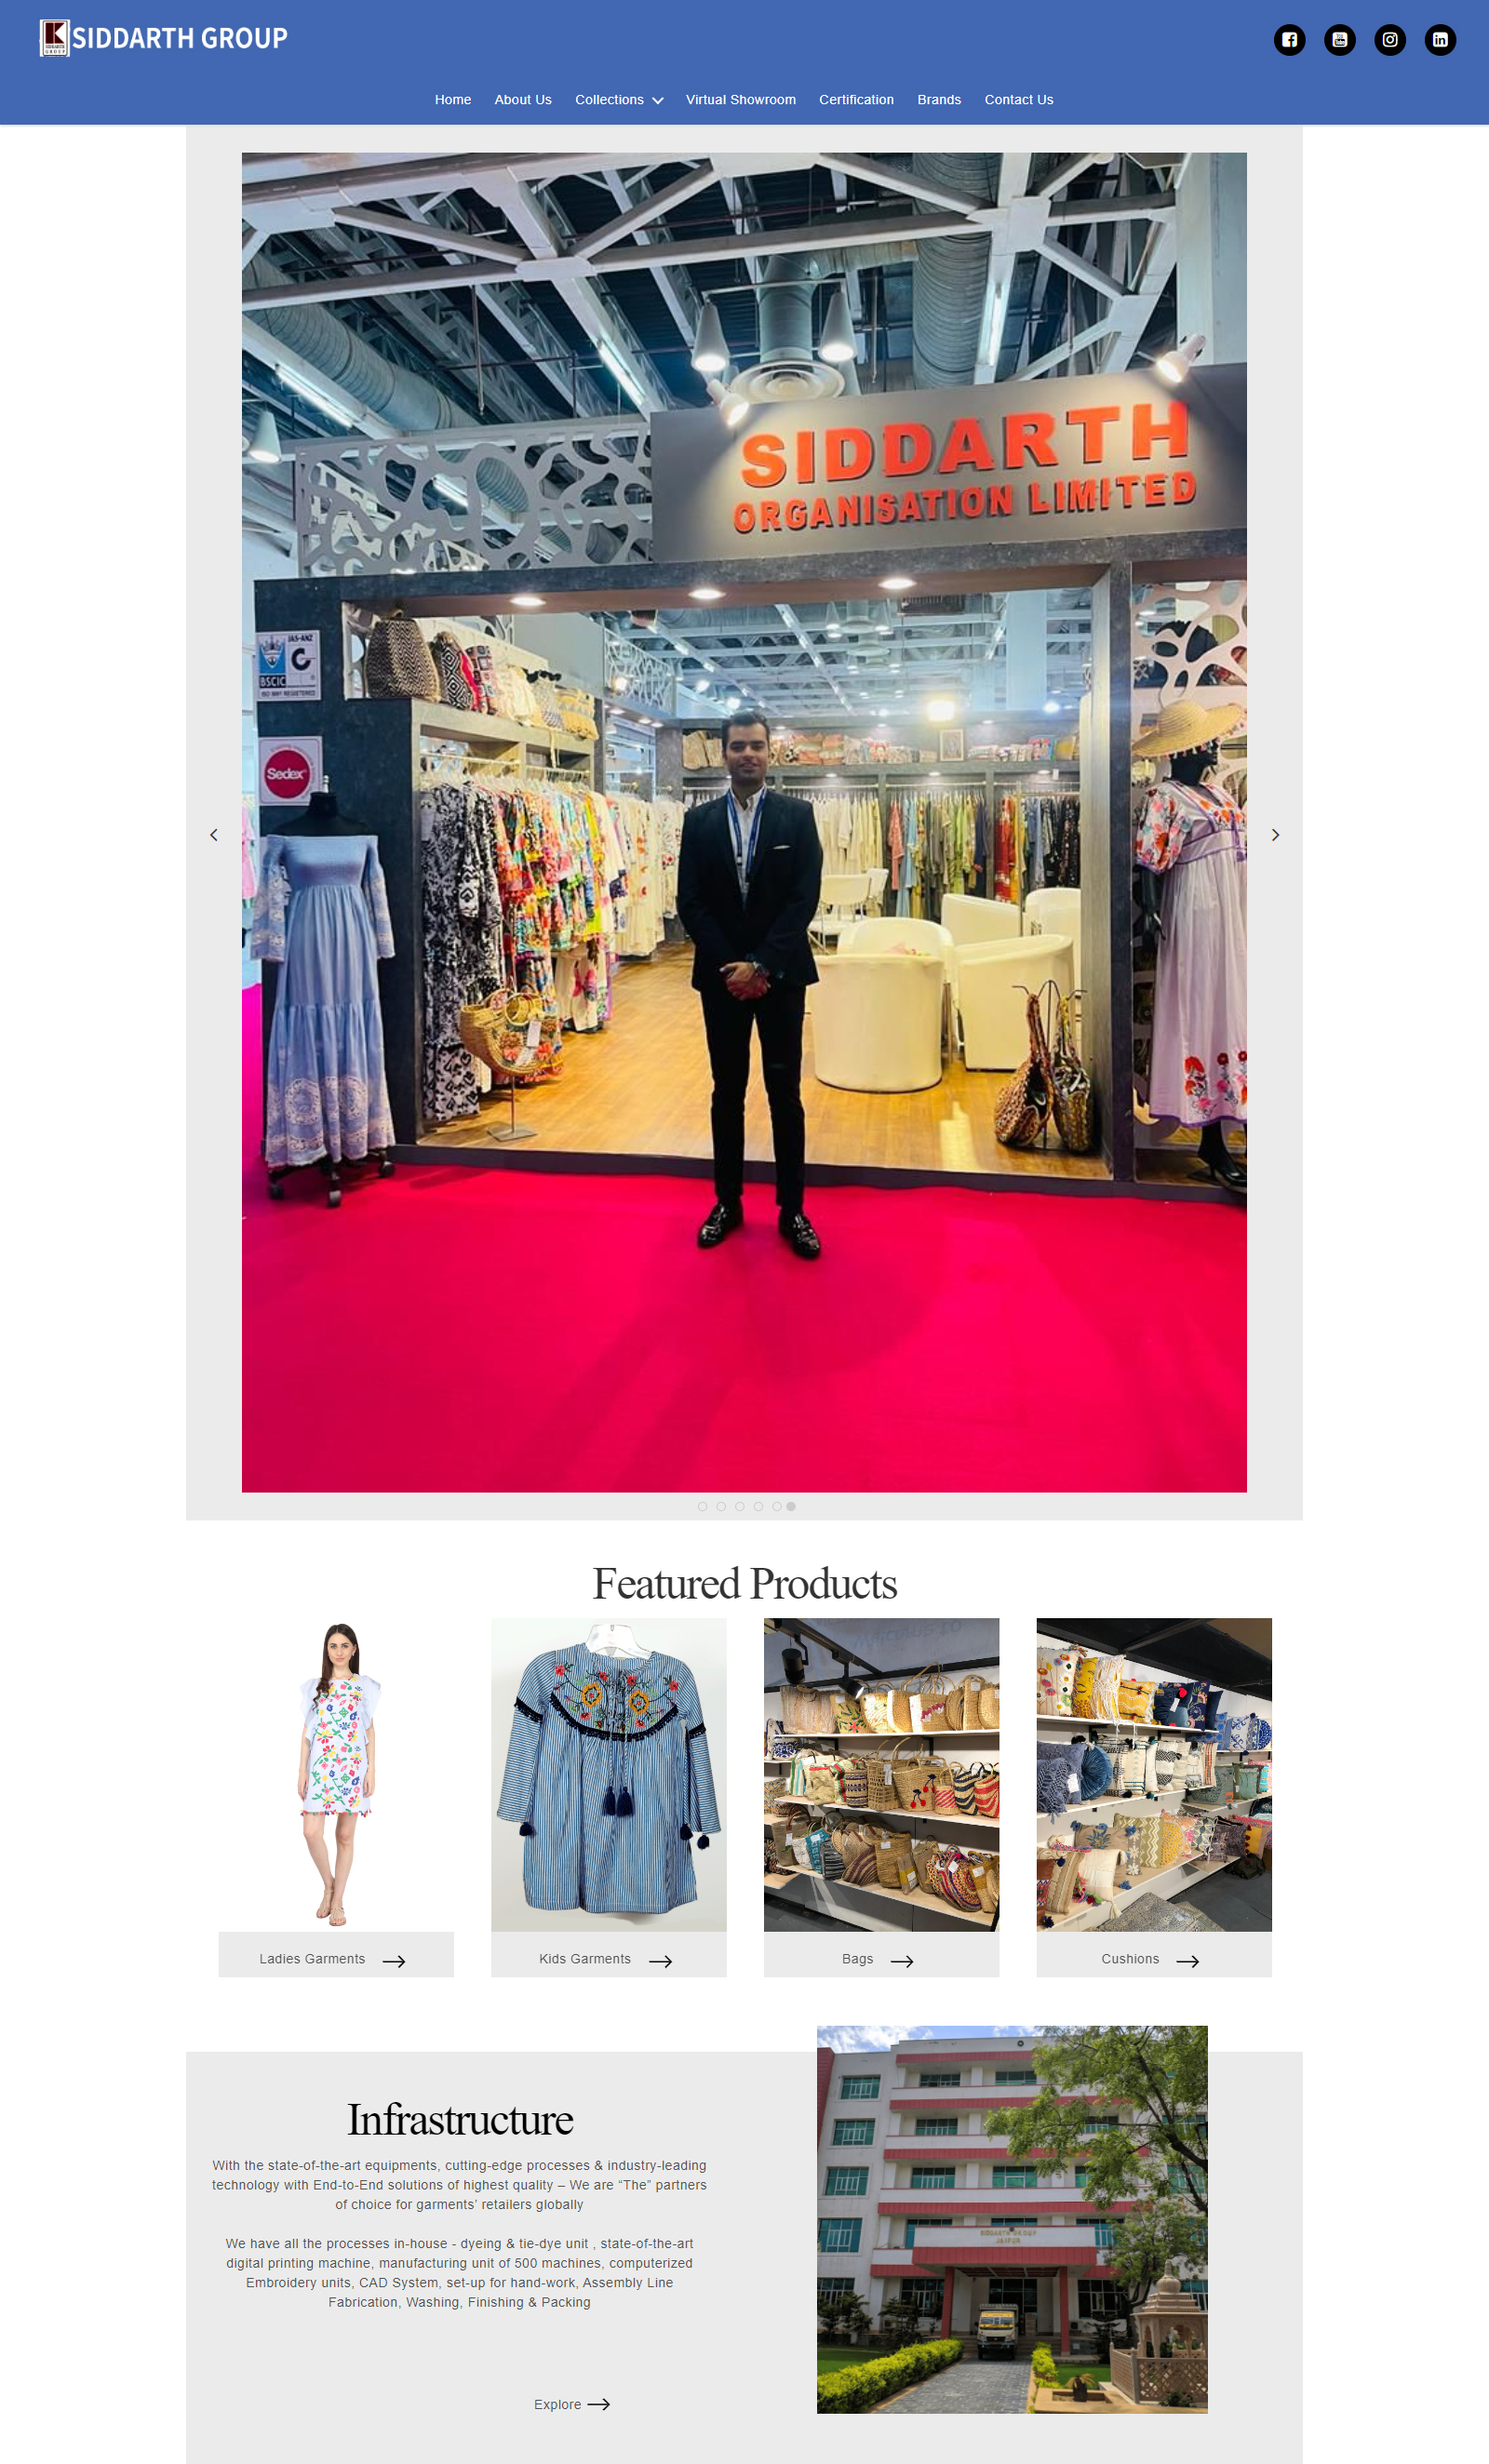 SIDDARTH GROUP
Home About Us Collections Virtual Showroom Certification Brands Contact Us
SIDDARTH
ORGANISATION LIMITED
JAS-ANZ
BSCIC
Sedex
Featured Products
Ladies Garments
Kids Garments
Bags
Cushions
Infrastructure
With the state-of-the-art equipments, cutting-edge processes & industry-leading
technology with End-to-End solutions of highest quality – We are “The” partners
of choice for garments’ retailers globally
We have all the processes in-house - dyeing & tie-dye unit , state-of-the-art
digital printing machine, manufacturing unit of 500 machines, computerized
Embroidery units, CAD System, set-up for hand-work, Assembly Line
Fabrication, Washing, Finishing & Packing
SIDDARTH GROUP
JAIPUR
Explore